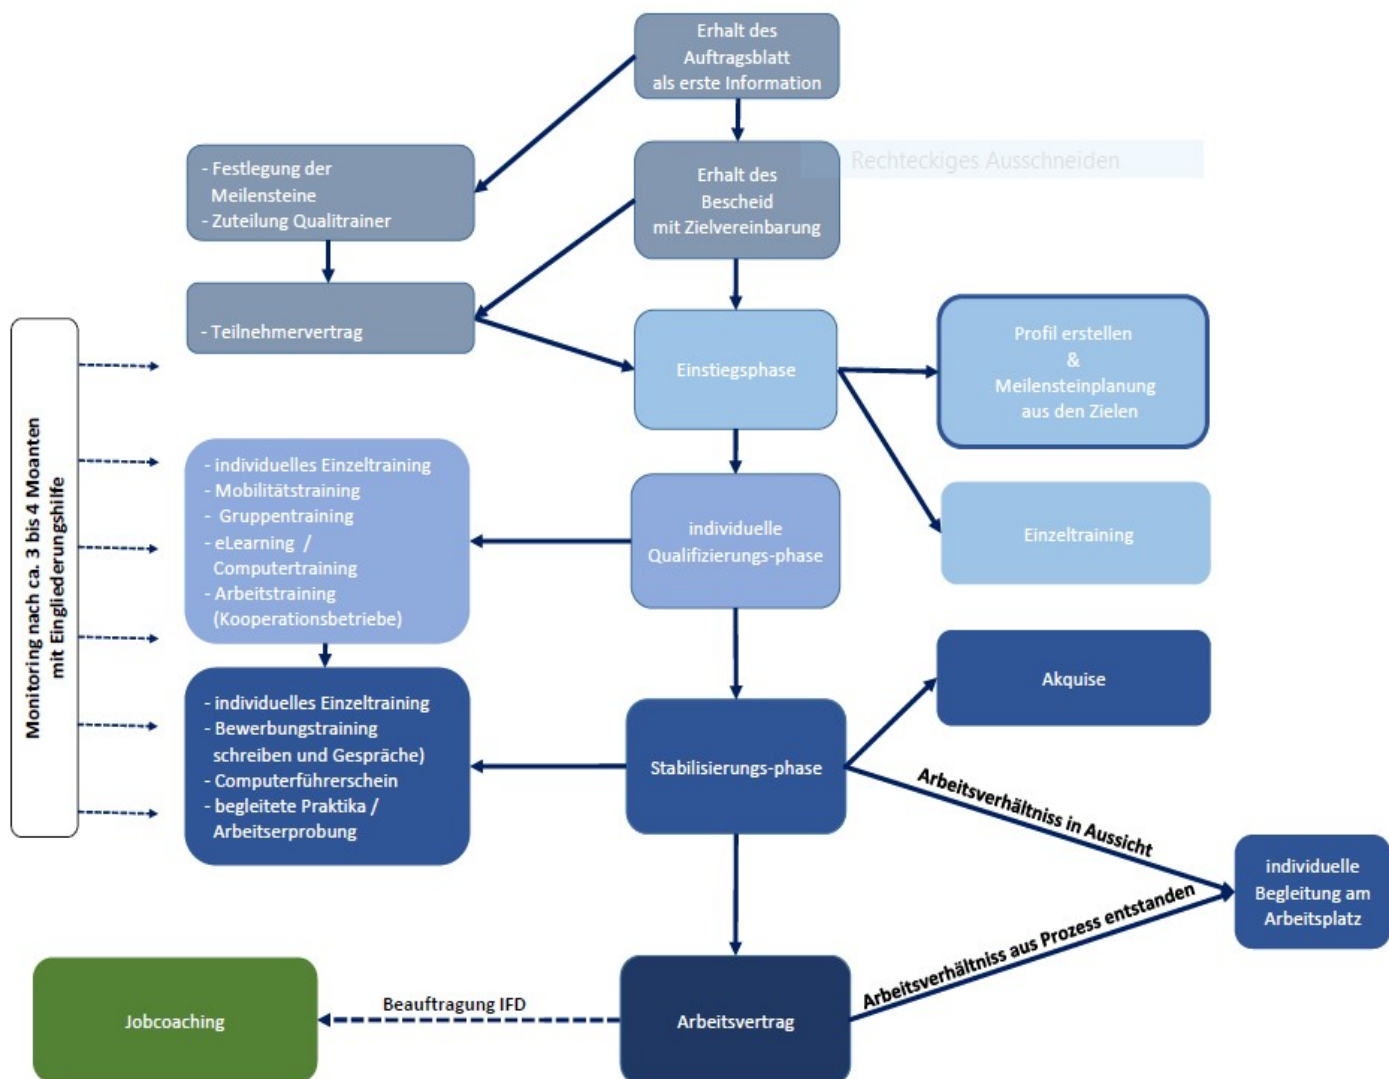 Erhalt des
Auftragsblatt
als erste Information
Rechteckiges Ausschneiden
- Festlegung der
Meilensteine
- Zuteilung Qualitrainer
Erhalt des
Bescheid
mit Zielvereinbarung
- Teilnehmervertrag
Einstiegsphase
Profil erstellen
&
Meilensteinplanung
aus den Zielen
Monitoring nach ca. 3 bis 4 Moanten
mit Eingliederungshilfe
- individuelles Einzeltraining
- Mobilitätstraining
- Gruppentraining
- eLearning /
Computertraining
- Arbeitstraining
(Kooperationsbetriebe)
individuelle
Qualifizierungs-phase
Einzeltraining
- individuelles Einzeltraining
- Bewerbungstraining
schreiben und Gespräche)
- Computerführerschein
- begleitete Praktika /
Arbeitserprobung
Stabilisierungs-phase
Akquise
Arbeitsverhältniss in Aussicht
individuelle
Begleitung am
Arbeitsplatz
Arbeitsverhältniss aus Prozess entstanden
Jobcoaching
Beauftragung IFD
Arbeitsvertrag